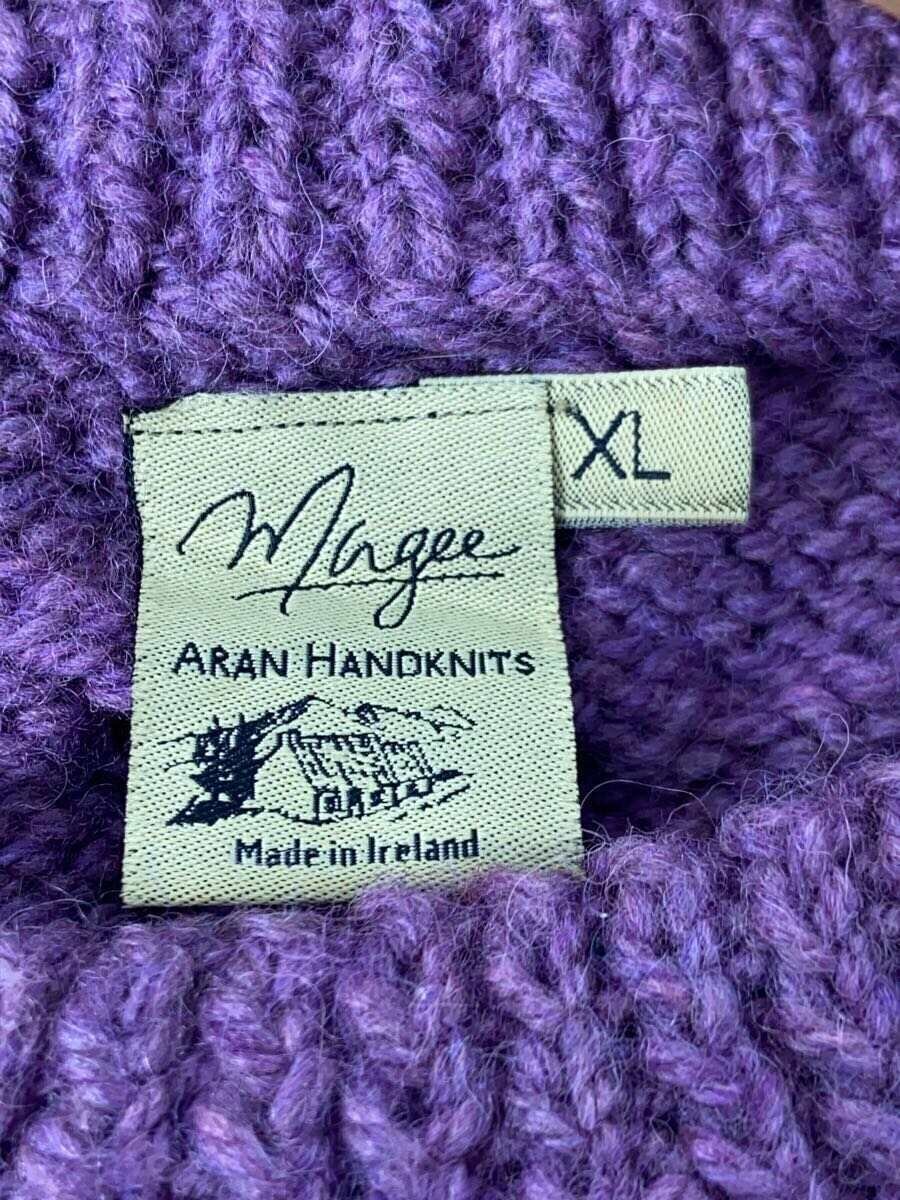 Magee
XL
ARAN HANDKNITS
Made in Ireland